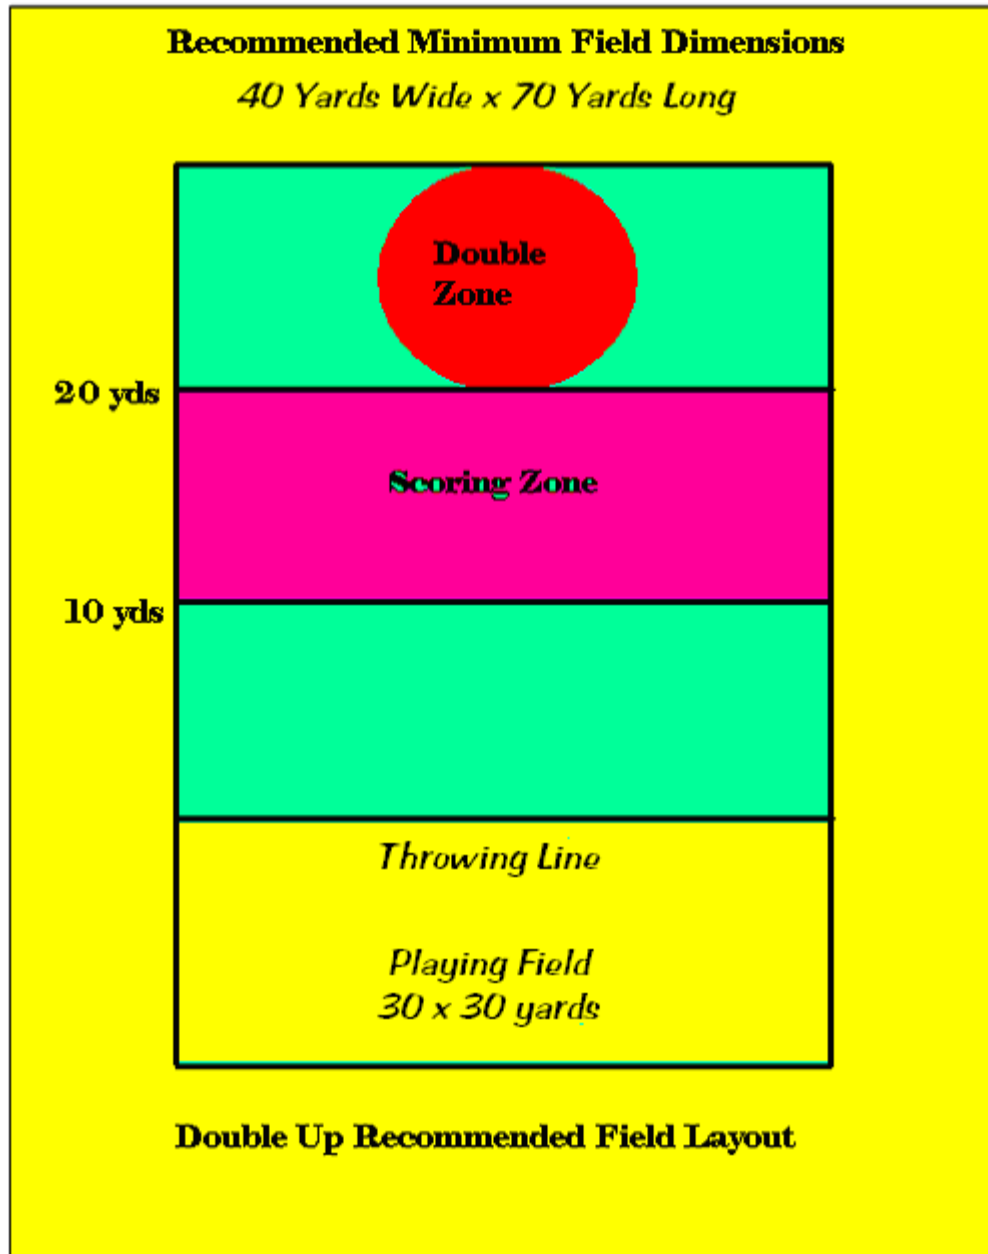 Recommended Minimum Field Dimensions
40 Yards Wide x 70 Yards Long
Double
Zone
20 yds
Scoring Zone
10 yds
Throwing Line
Playing Field
30 x 30 yards
Double Up Recommended Field Layout